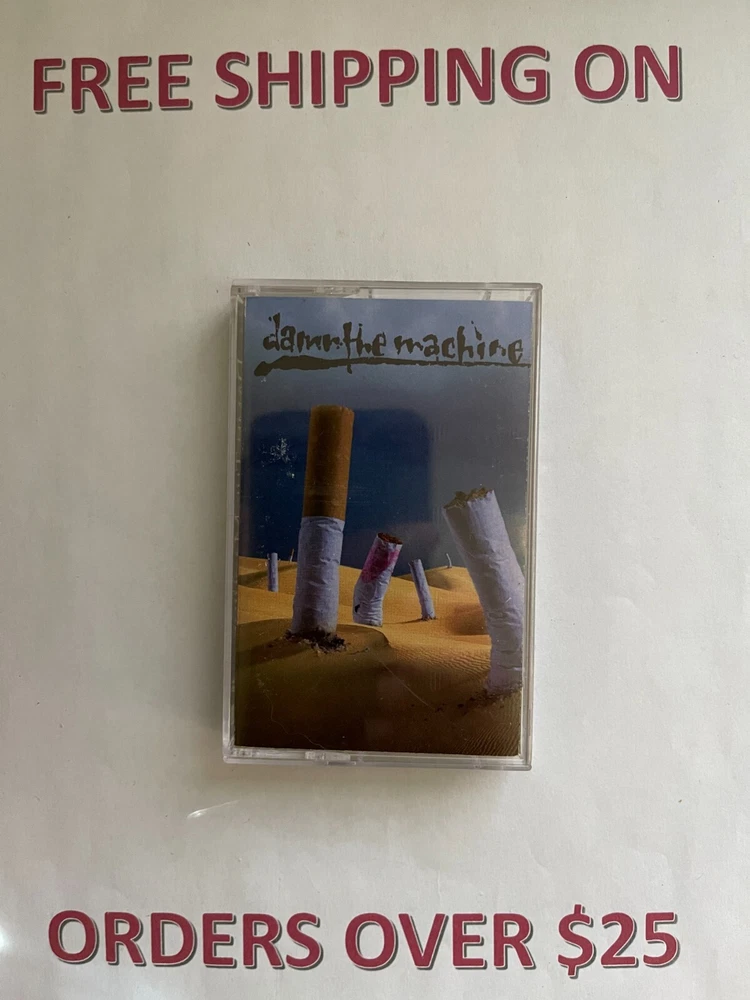 FREE SHIPPING ON
damn the machine
ORDERS OVER $25